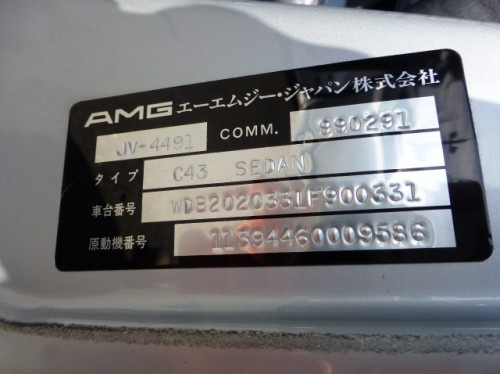 AMG エーエムジー・ジャパン株式会社
JV-4491 COMM. 990291
タイプ C43 SEDAN
車台番号 WDB2020331F900331
原動機番号 11394460009586